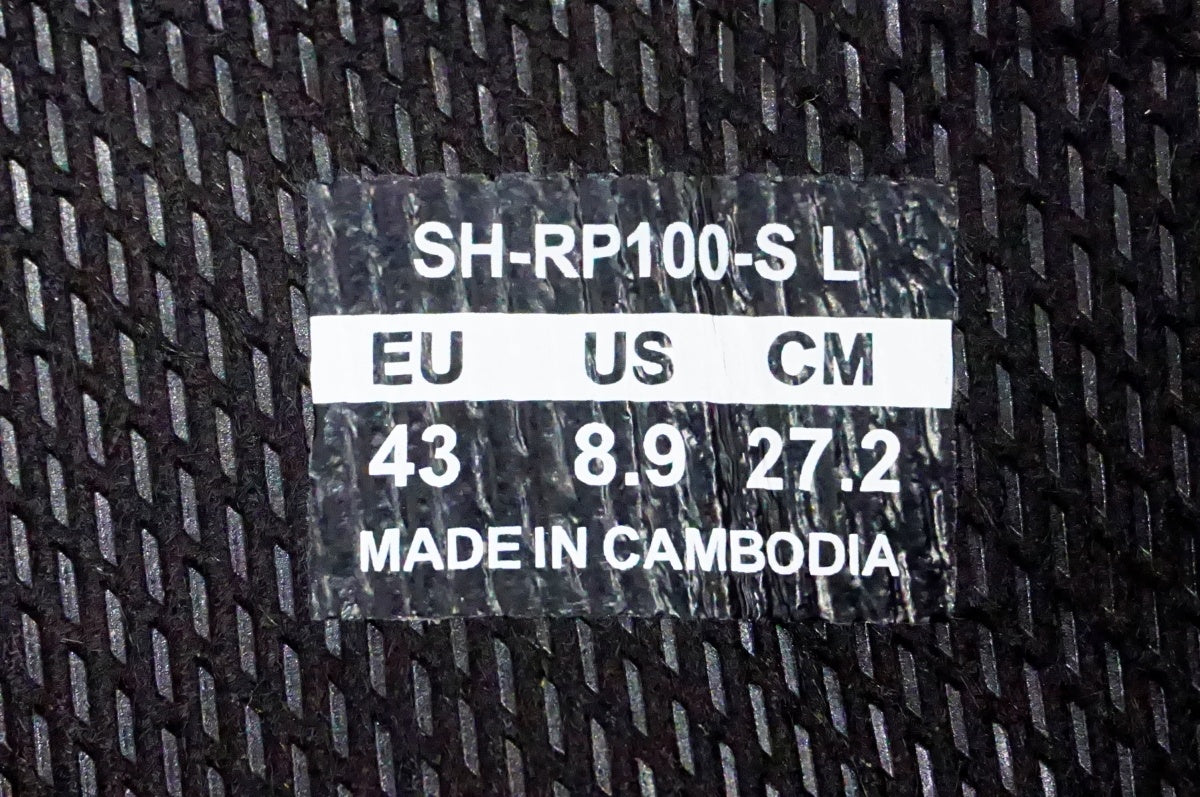 SH-RP100-S L
EU US CM
43 8.9 27.2
MADE IN CAMBODIA